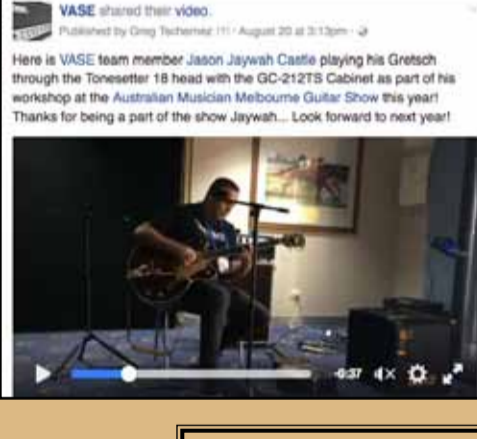 VASE shared their video.
Published by Greg Tschernez [?] · August 20 at 3:13pm ·
Here is VASE team member Jason Jaywah Castle playing his Gretsch
through the Tonesetter 18 head with the GC-212TS Cabinet as part of his
workshop at the Australian Musician Melbourne Guitar Show this year!
Thanks for being a part of the show Jaywah... Look forward to next year!
-0:37